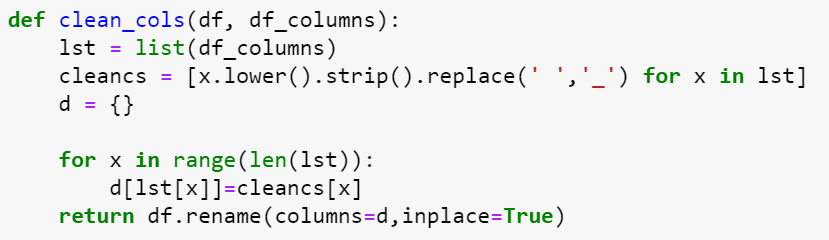 def clean_cols(df, df_columns):
    lst = list(df_columns)
    cleancs = [x.lower().strip().replace(' ','_') for x in lst]
    d = {}

    for x in range(len(lst)):
        d[lst[x]]=cleancs[x]
    return df.rename(columns=d,inplace=True)